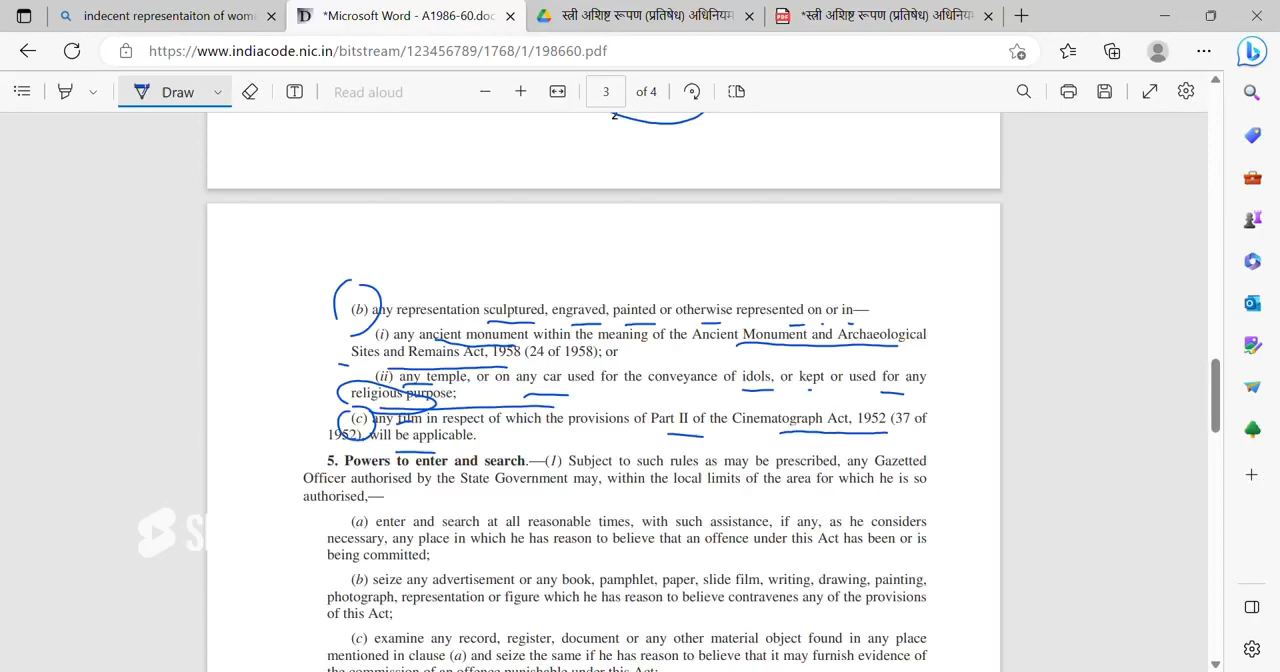 indecent representaiton of wom
*Microsoft Word - A1986-60.doc
स्त्री अशिष्ट रूपण (प्रतिषेध) अधिनियम
*स्त्री अशिष्ट रूपण (प्रतिषेध) अधिनियम
https://www.indiacode.nic.in/bitstream/123456789/1768/1/198660.pdf
Draw
Read aloud
3 of 4
2
(b) any representation sculptured, engraved, painted or otherwise represented on or in—
(i) any ancient monument within the meaning of the Ancient Monument and Archaeological
Sites and Remains Act, 1958 (24 of 1958); or
(ii) any temple, or on any car used for the conveyance of idols, or kept or used for any
religious purpose;
(c) any film in respect of which the provisions of Part II of the Cinematograph Act, 1952 (37 of
1952), will be applicable.
5. Powers to enter and search.—(1) Subject to such rules as may be prescribed, any Gazetted
Officer authorised by the State Government may, within the local limits of the area for which he is so
authorised,—
(a) enter and search at all reasonable times, with such assistance, if any, as he considers
necessary, any place in which he has reason to believe that an offence under this Act has been or is
being committed;
(b) seize any advertisement or any book, pamphlet, paper, slide film, writing, drawing, painting,
photograph, representation or figure which he has reason to believe contravenes any of the provisions
of this Act;
(c) examine any record, register, document or any other material object found in any place
mentioned in clause (a) and seize the same if he has reason to believe that it may furnish evidence of
the commission of an offence punishable under this Act;